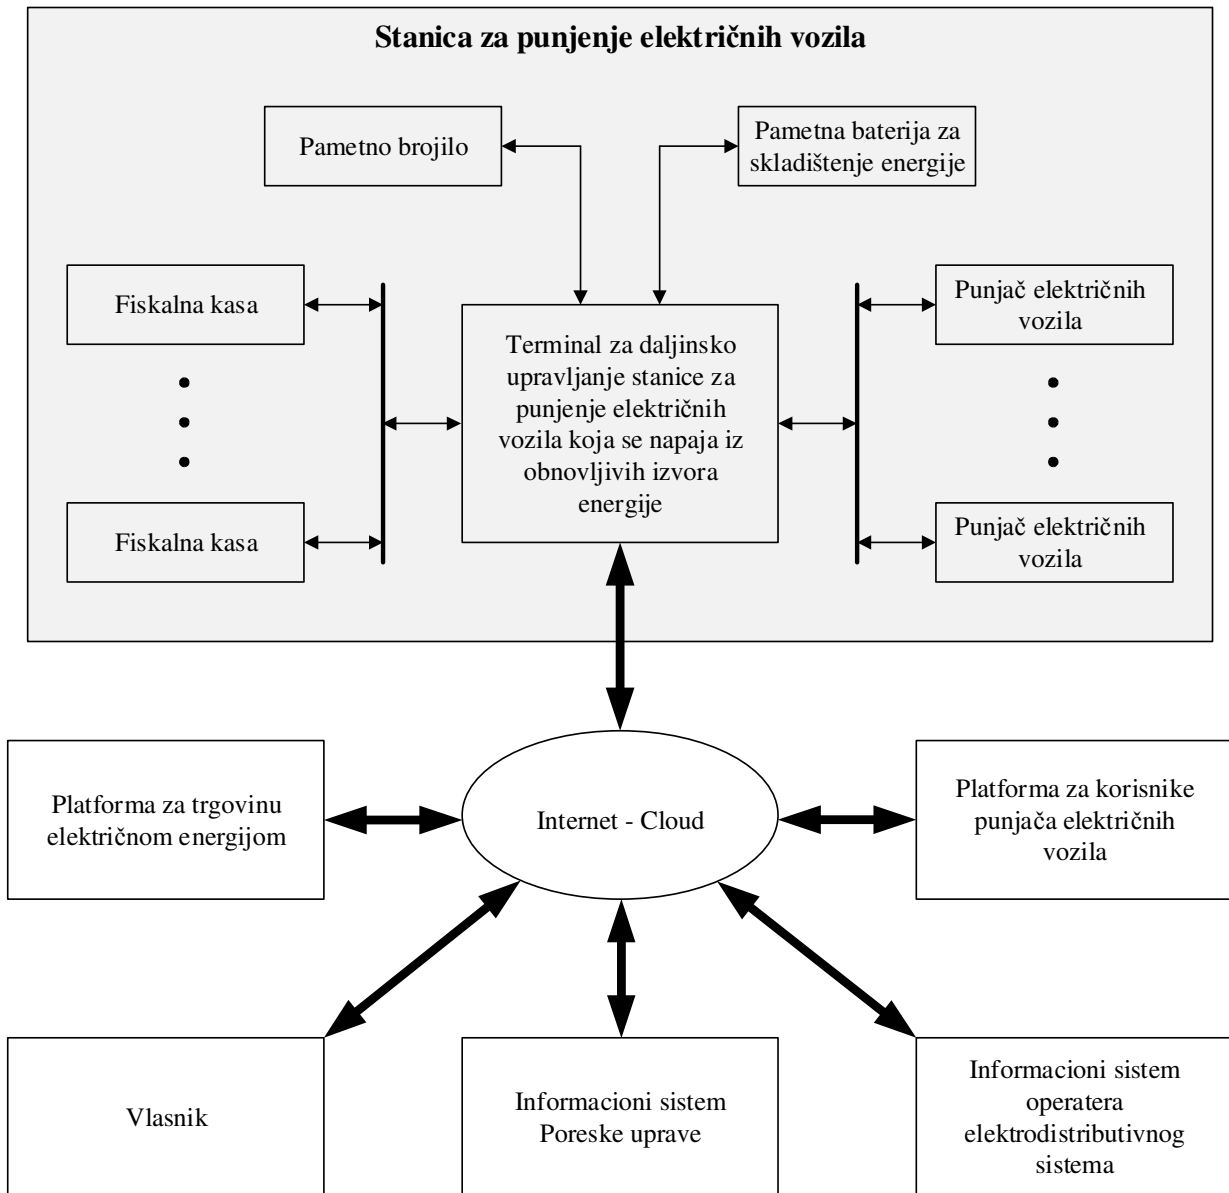 Stanica za punjenje električnih vozila
Pametno brojilo
Pametna baterija za
skladištenje energije
Fiskalna kasa
Punjač električnih
vozila
Terminal za daljinsko
upravljanje stanice za
punjenje električnih
vozila koja se napaja iz
obnovljivih izvora
energije
Fiskalna kasa
Punjač električnih
vozila
Platforma za trgovinu
električnom energijom
Internet - Cloud
Platforma za korisnike
punjača električnih
vozila
Vlasnik
Informacioni sistem
Poreske uprave
Informacioni sistem
operatera
elektrodistributivnog
sistema